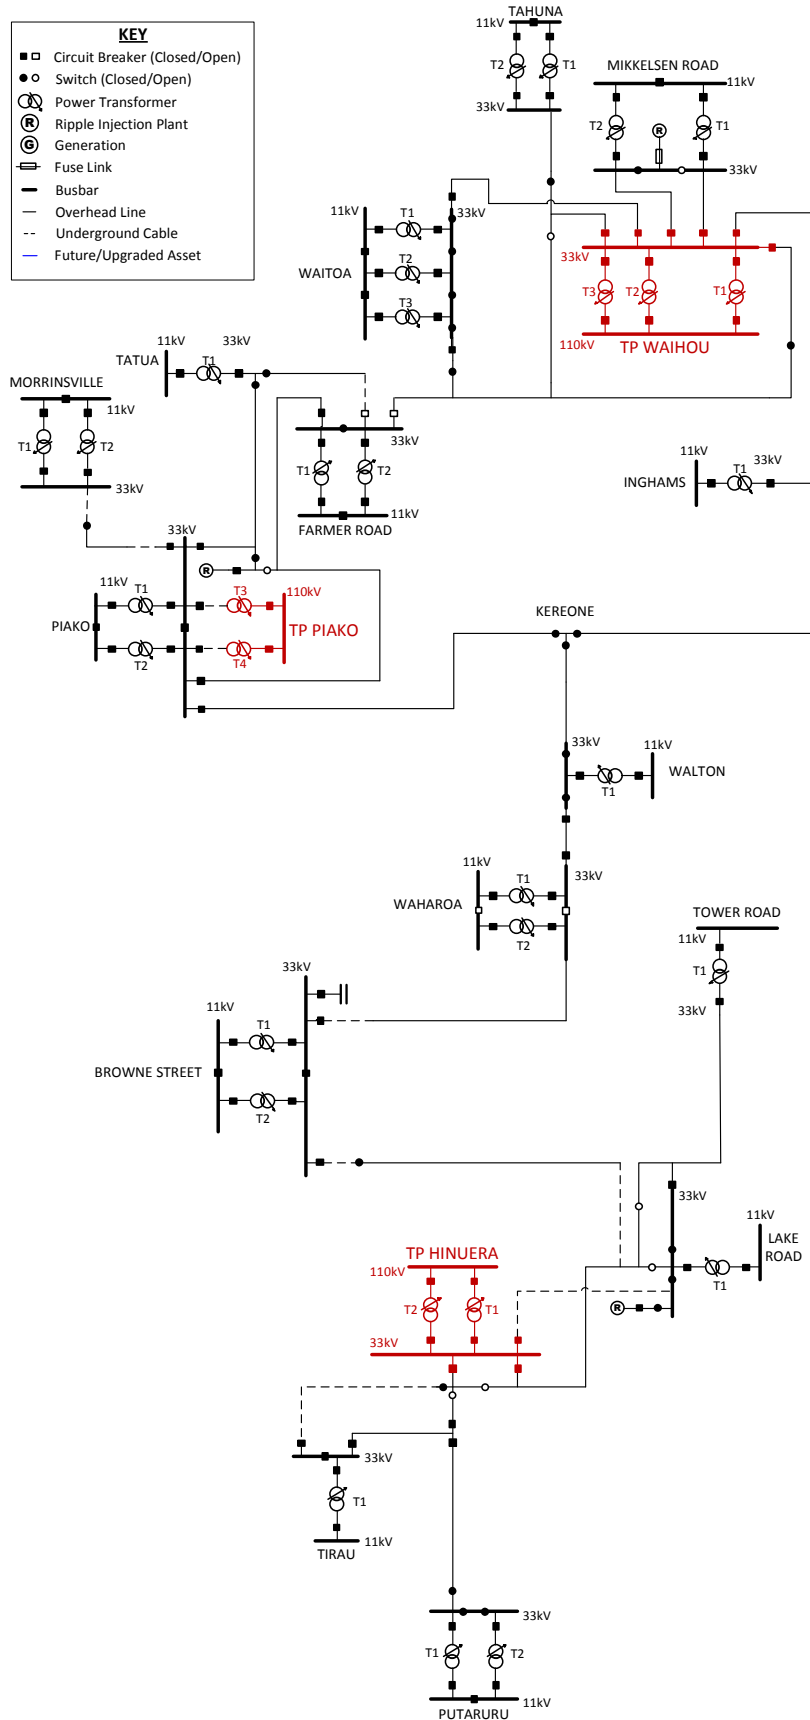 KEY
Circuit Breaker (Closed/Open)
Switch (Closed/Open)
Power Transformer
R Ripple Injection Plant
G Generation
Fuse Link
Busbar
Overhead Line
Underground Cable
Future/Upgraded Asset
TAHUNA
11kV
T2 T1
33kV
MIKKELSEN ROAD
11kV
T2 R T1
33kV
11kV T1 33kV
WAITOA T2
T3
33kV
T3 T2 T1
110kV
TP WAIHOU
TATUA 11kV T1 33kV
MORRINSVILLE
11kV
T1 T2
33kV
33kV
T1 T2
11kV
FARMER ROAD
INGHAMS 11kV T1 33kV
33kV
R
11kV T1 T3 110kV
PIAKO TP PIAKO
T2 T4
KEREONE
33kV 11kV
WALTON
T1
11kV T1 33kV
WAHAROA
T2
TOWER ROAD
11kV
T1
33kV
33kV
11kV T1
BROWNE STREET
T2
33kV
11kV
LAKE
ROAD
T1
R
TP HINUERA
110kV
T2 T1
33kV
33kV
T1
11kV
TIRAU
33kV
T1 T2
11kV
PUTARURU